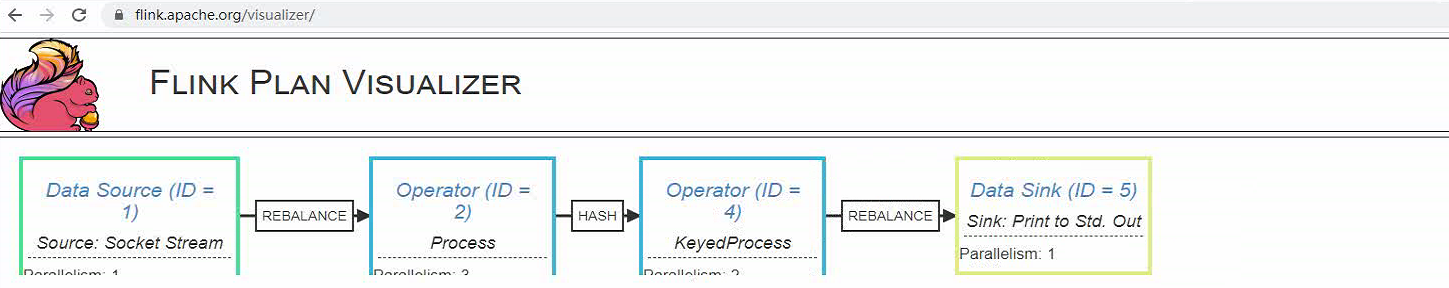 flink.apache.org/visualizer/
FLINK PLAN VISUALIZER
Data Source (ID =
1)
Source: Socket Stream
Parallelism: 1
REBALANCE
Operator (ID =
2)
Process
Parallelism: 3
HASH
Operator (ID =
4)
KeyedProcess
Parallelism: 2
REBALANCE
Data Sink (ID = 5)
Sink: Print to Std. Out
Parallelism: 1